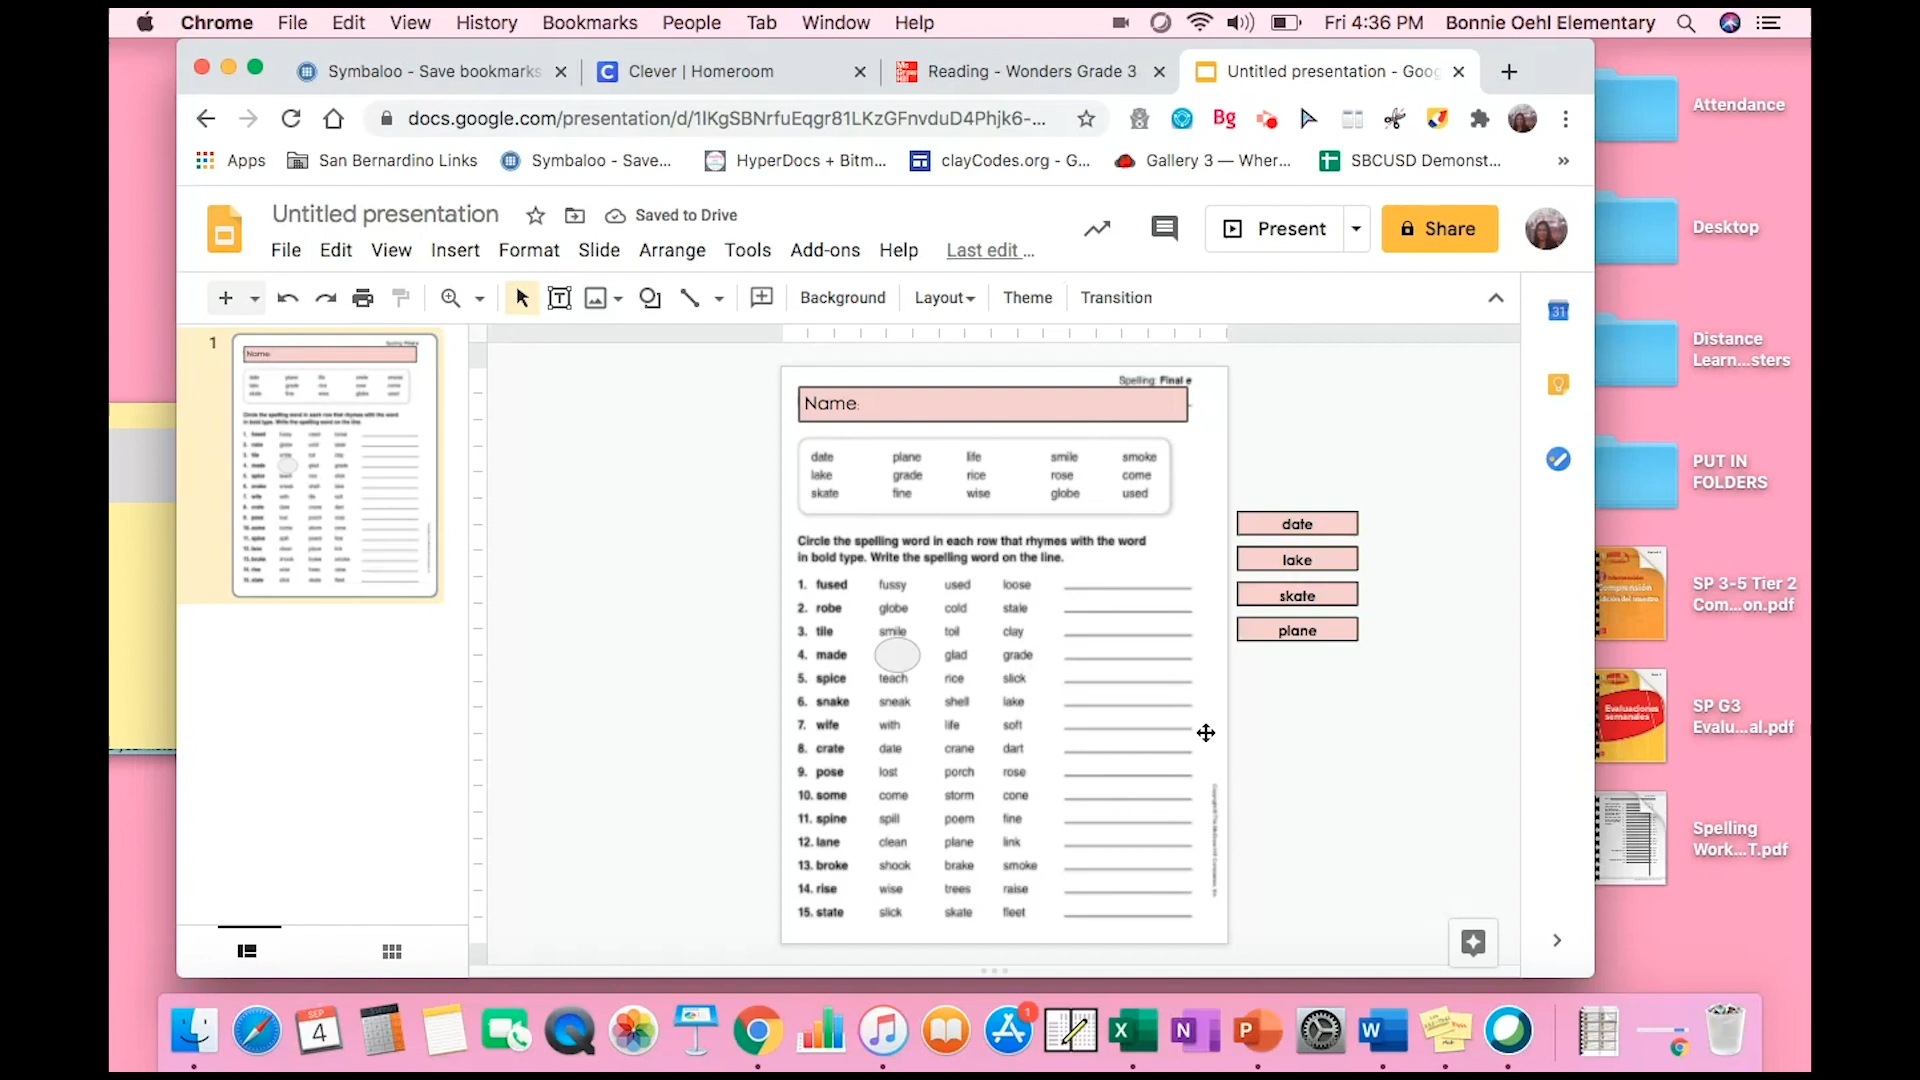 Chrome File Edit View History Bookmarks People Tab Window Help Fri 4:36 PM Bonnie Oehl Elementary
Symbaloo - Save bookmarks Clever | Homeroom Reading - Wonders Grade 3 Untitled presentation - Goog
docs.google.com/presentation/d/1IKgSBNrfuEqgr81LKzGFnvduD4Phjk6-... Bg
Apps San Bernardino Links Symbaloo - Save... HyperDocs + Bitm... clayCodes.org - G... Gallery 3 — Wher... SBCUSD Demonst... »
Untitled presentation Saved to Drive
File Edit View Insert Format Slide Arrange Tools Add-ons Help Last edit ...
Present Share
Background Layout Theme Transition
31
1
Spelling: Final e
Name:
date plane life smile smoke
lake grade rice rose come
skate fine wise globe used
Circle the spelling word in each row that rhymes with the word
in bold type. Write the spelling word on the line.
1. fused fussy used loose
2. robe globe cold stale
3. tile smile toil clay
4. made glad grade
5. spice teach rice slick
6. snake sneak shell lake
7. wife with life soft
8. crate date crane dart
9. pose lost porch rose
10. some come storm cone
11. spine spill poem fine
12. lane clean plane link
13. broke shook brake smoke
14. rise wise trees raise
15. state slick skate fleet
date
lake
skate
plane
Attendance
Desktop
Distance
Learn...sters
PUT IN
FOLDERS
SP 3-5 Tier 2
Com...on.pdf
SP G3
Evalu...al.pdf
Spelling
Work...T.pdf
Evaluaciones
semanales
SEP
4
1
X
N
P
W